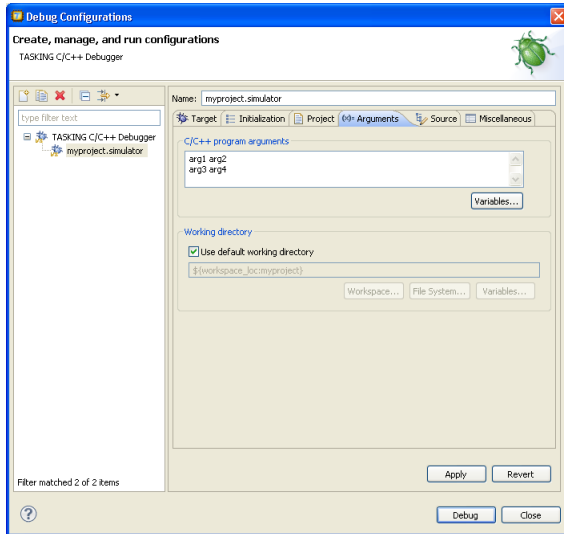 Debug Configurations
Create, manage, and run configurations
TASKING C/C++ Debugger
Name: myproject.simulator
type filter text
Target Initialization Project (x)= Arguments Source Miscellaneous
TASKING C/C++ Debugger
myproject.simulator
C/C++ program arguments
arg1 arg2
arg3 arg4
Variables...
Working directory
Use default working directory
${workspace_loc:myproject}
Workspace... File System... Variables...
Filter matched 2 of 2 items
Apply Revert
? Debug Close